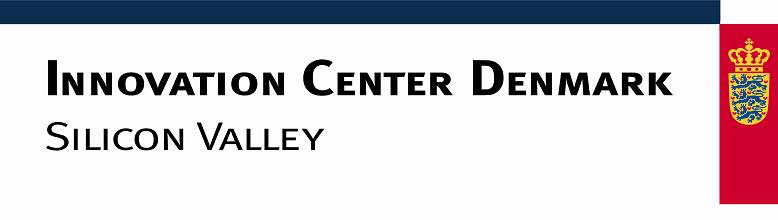 Innovation Center Denmark
Silicon Valley